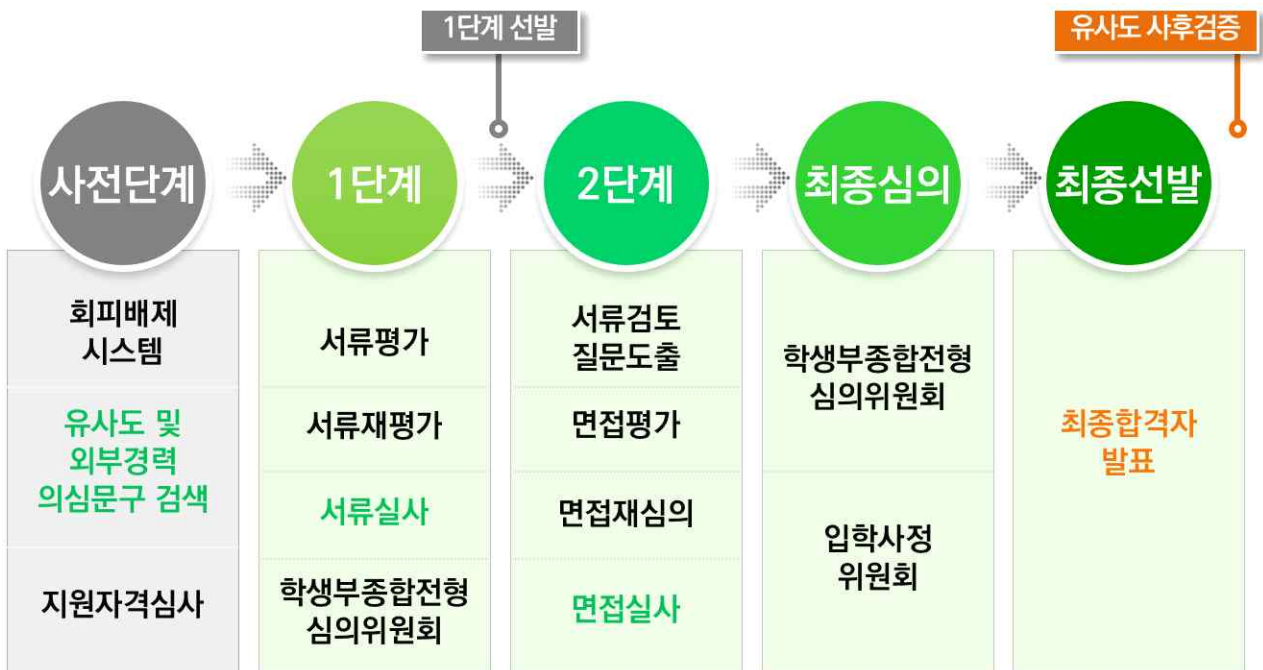 1단계 선발
유사도 사후검증
사전단계
1단계
2단계
최종심의
최종선발
회피배제
시스템
유사도 및
외부경력
의심문구 검색
지원자격심사
서류평가
서류재평가
서류실사
학생부종합전형
심의위원회
서류검토
질문도출
면접평가
면접재심의
면접실사
학생부종합전형
심의위원회
입학사정
위원회
최종합격자
발표